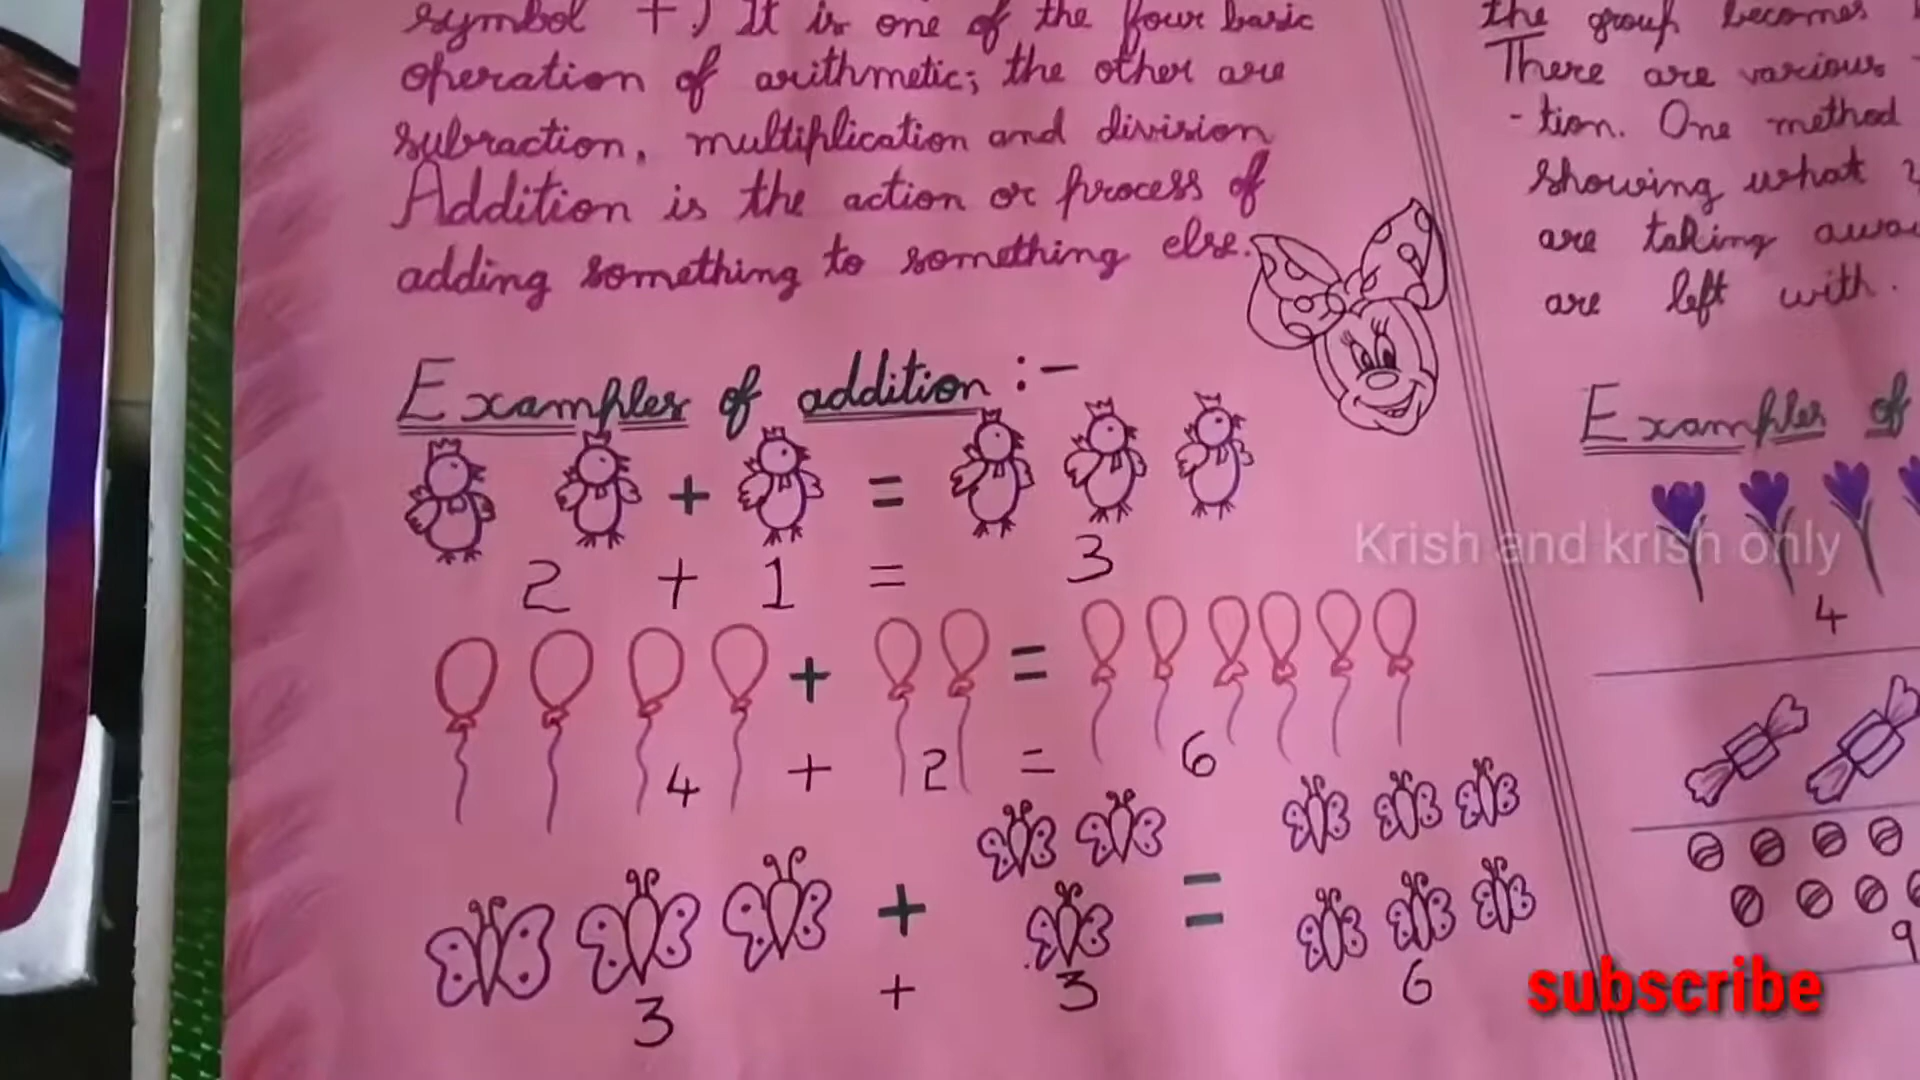 symbol +) It is one of the four basic
operation of arithmetic; the other are
subraction, multiplication and division
Addition is the action or process of
adding something to something else.
Examples of addition :-
+ =
2 + 1 = 3
+ =
4 + 2 = 6
+ =
3 + 3 6
the group becomes
There are various
-tion. One method
showing what
are taking
are left with.
Examples of
4
9
Krish and krish only
subscribe